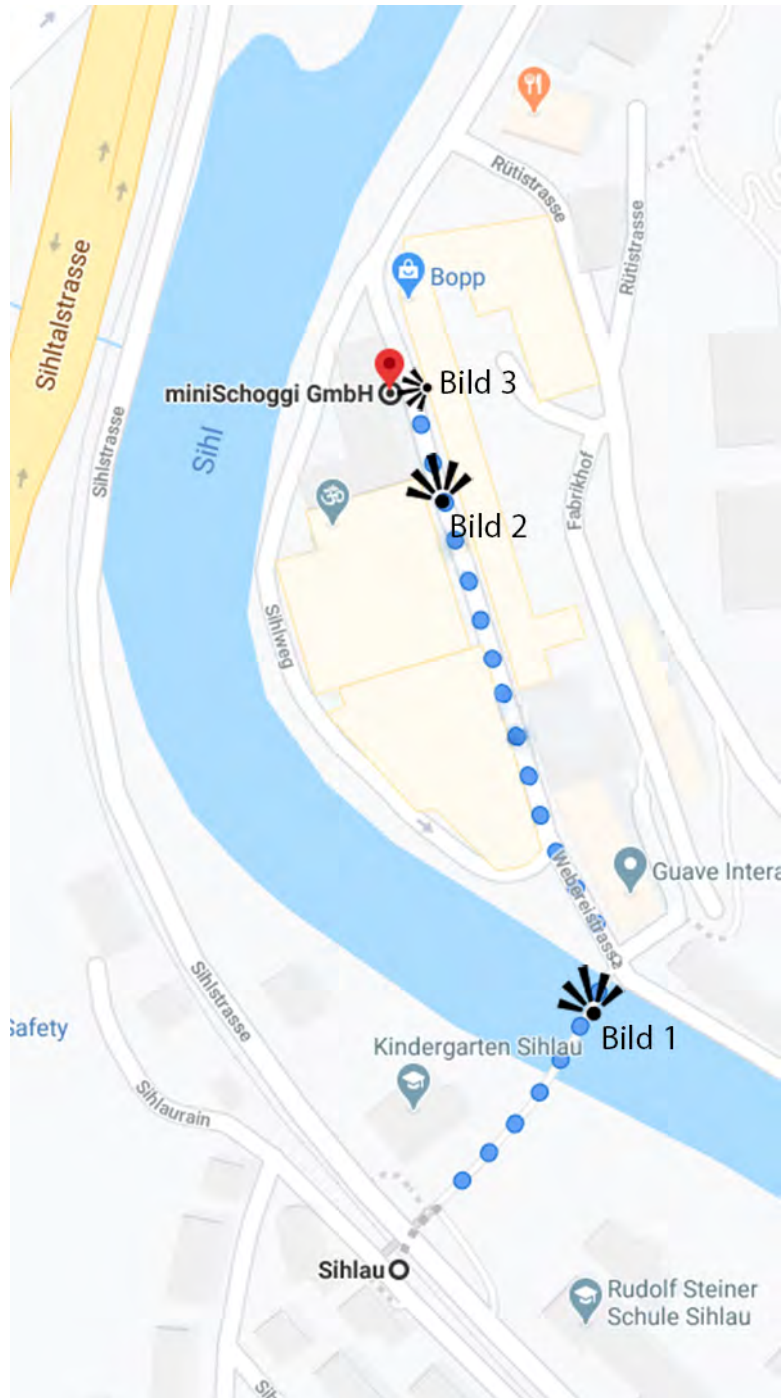 Rütistrasse
Rütistrasse
Sihltalstrasse
Bopp
miniSchoggi GmbH
Bild 3
Sihl
Sihlstrasse
Fabrikhof
Bild 2
Sihlweg
Webereistrasse
Guave Intera
Sihlstrasse
Safety
Bild 1
Kindergarten Sihlau
Sihlaurain
Sihlau
Rudolf Steiner
Schule Sihlau